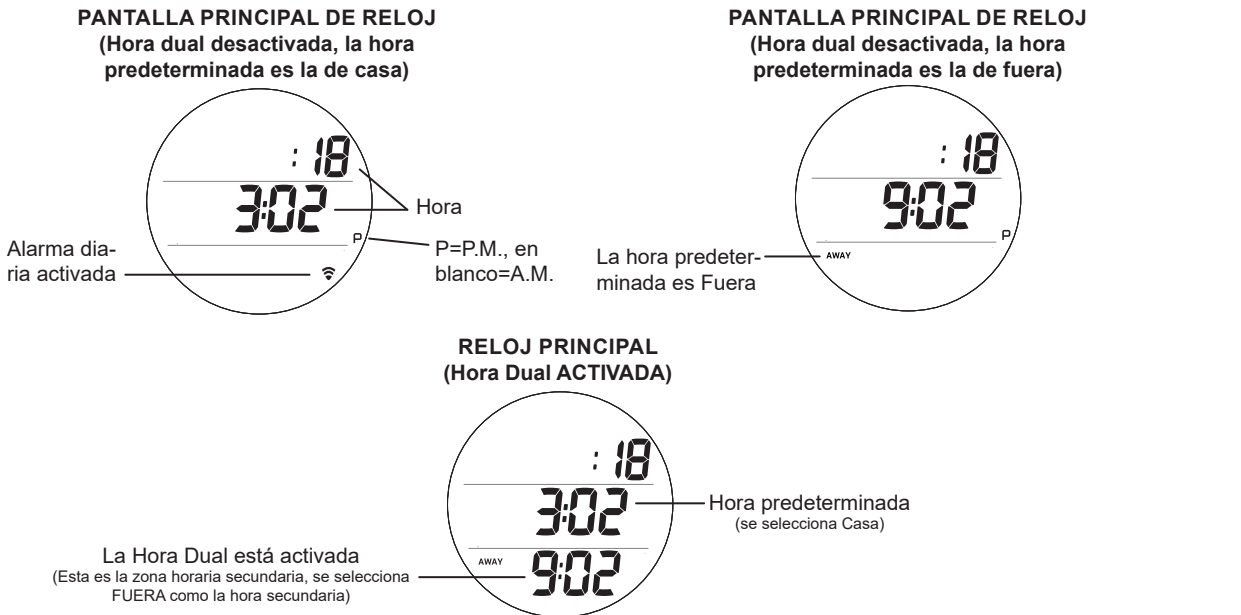 PANTALLA PRINCIPAL DE RELOJ
(Hora dual desactivada, la hora
predeterminada es la de casa)
:18
3:02
P
Hora
P=P.M., en
blanco=A.M.
Alarma dia-
ria activada
PANTALLA PRINCIPAL DE RELOJ
(Hora dual desactivada, la hora
predeterminada es la de fuera)
:18
9:02
P
AWAY
La hora predeter-
minada es Fuera
RELOJ PRINCIPAL
(Hora Dual ACTIVADA)
:18
3:02
AWAY 9:02
Hora predeterminada
(se selecciona Casa)
La Hora Dual está activada
(Esta es la zona horaria secundaria, se selecciona
FUERA como la hora secundaria)